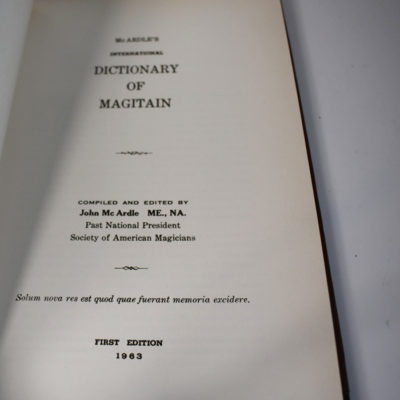 Mc ARDLE'S
INTERNATIONAL
DICTIONARY
OF
MAGITAIN
COMPILED AND EDITED BY
John Mc Ardle ME., NA.
Past National President
Society of American Magicians
Solum nova res est quod quae fuerant memoria excidere.
FIRST EDITION
1963